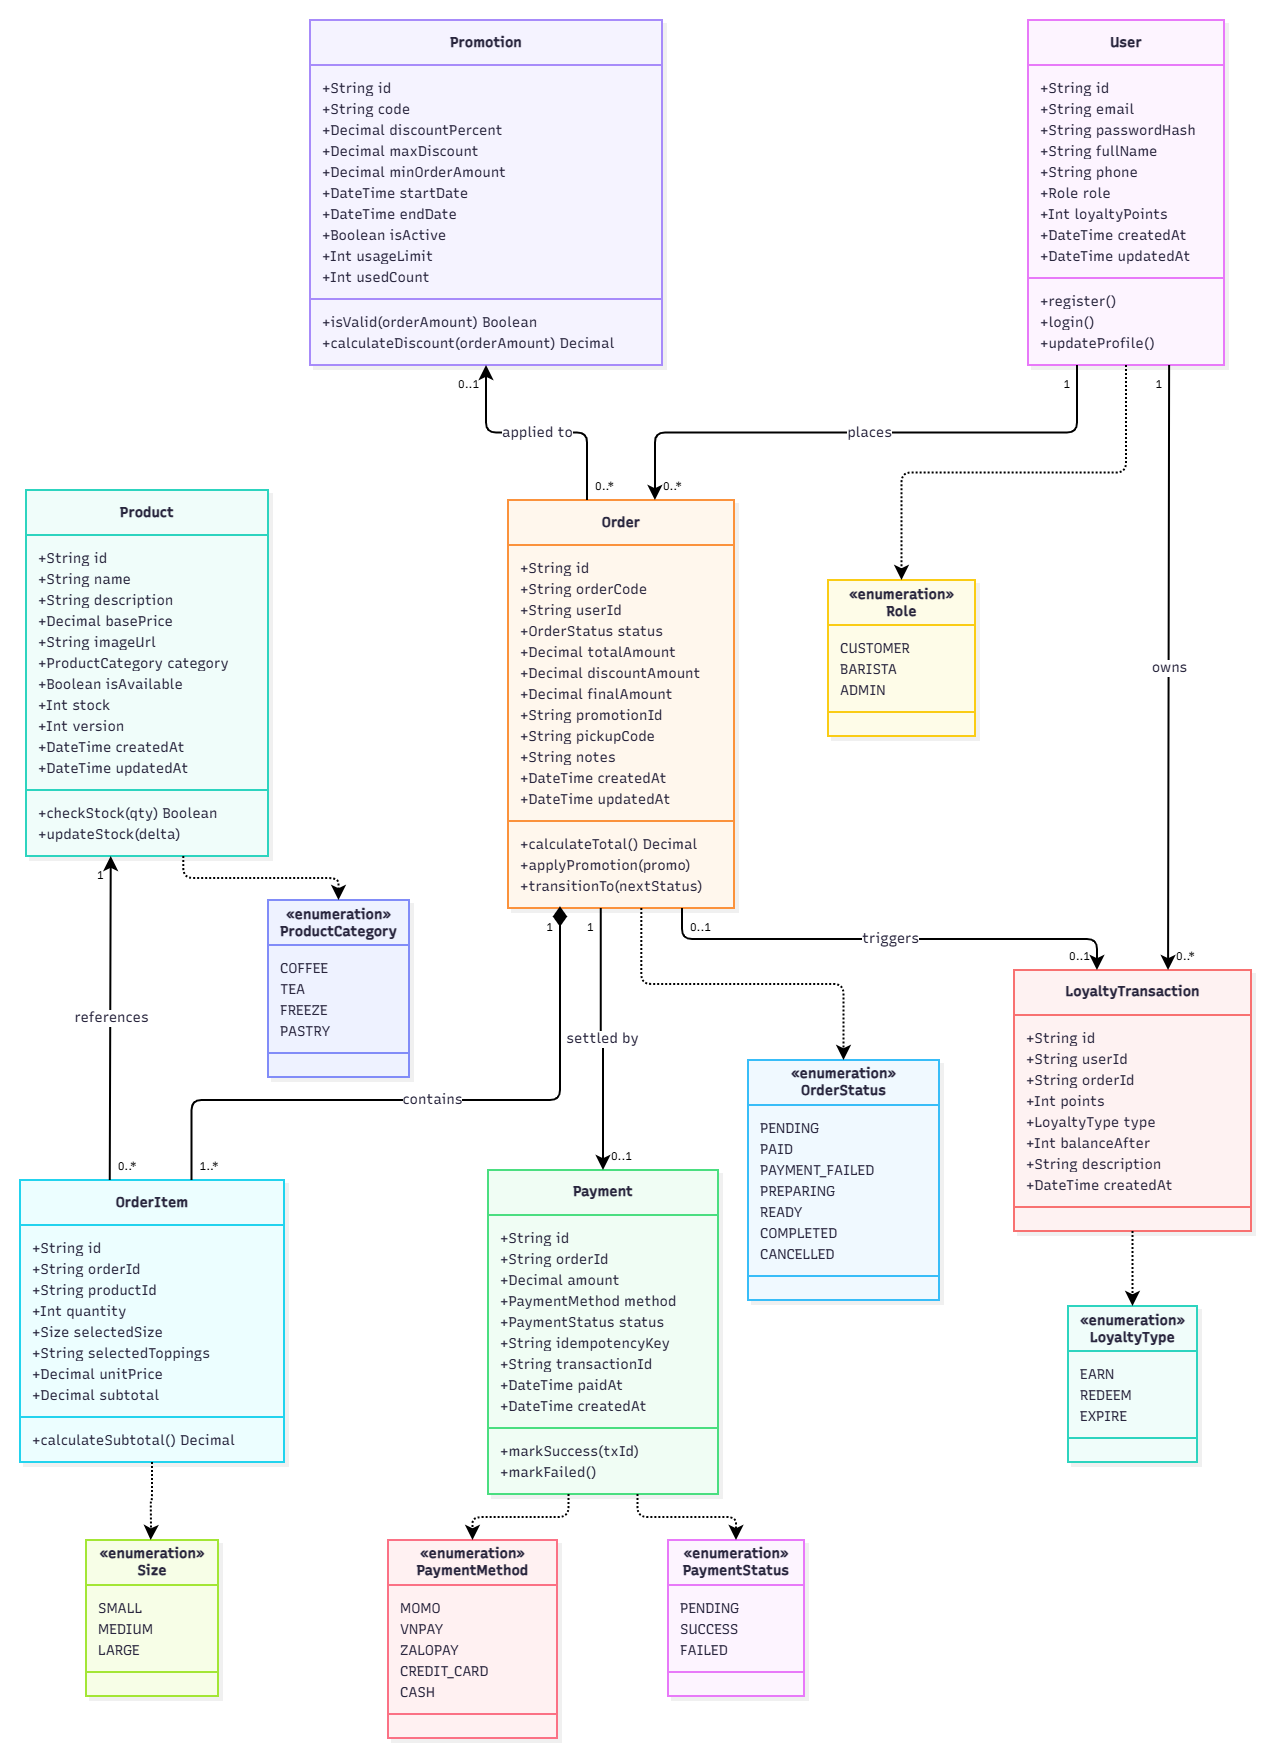 Promotion
+String id
+String code
+Decimal discountPercent
+Decimal maxDiscount
+Decimal minOrderAmount
+DateTime startDate
+DateTime endDate
+Boolean isActive
+Int usageLimit
+Int usedCount
+isValid(orderAmount) Boolean
+calculateDiscount(orderAmount) Decimal
User
+String id
+String email
+String passwordHash
+String fullName
+String phone
+Role role
+Int loyaltyPoints
+DateTime createdAt
+DateTime updatedAt
+register()
+login()
+updateProfile()
0..1
1
1
applied to
places
0..*
0..*
Product
+String id
+String name
+String description
+Decimal basePrice
+String imageUrl
+ProductCategory category
+Boolean isAvailable
+Int stock
+Int version
+DateTime createdAt
+DateTime updatedAt
+checkStock(qty) Boolean
+updateStock(delta)
Order
+String id
+String orderCode
+String userId
+OrderStatus status
+Decimal totalAmount
+Decimal discountAmount
+Decimal finalAmount
+String promotionId
+String pickupCode
+String notes
+DateTime createdAt
+DateTime updatedAt
+calculateTotal() Decimal
+applyPromotion(promo)
+transitionTo(nextStatus)
«enumeration»
Role
CUSTOMER
BARISTA
ADMIN
owns
1
«enumeration»
ProductCategory
COFFEE
TEA
FREEZE
PASTRY
1
1
0..1
triggers
0..1
0..*
references
settled by
contains
LoyaltyTransaction
+String id
+String userId
+String orderId
+Int points
+LoyaltyType type
+Int balanceAfter
+String description
+DateTime createdAt
«enumeration»
OrderStatus
PENDING
PAID
PAYMENT_FAILED
PREPARING
READY
COMPLETED
CANCELLED
0..*
1..*
0..1
OrderItem
+String id
+String orderId
+String productId
+Int quantity
+Size selectedSize
+String selectedToppings
+Decimal unitPrice
+Decimal subtotal
+calculateSubtotal() Decimal
Payment
+String id
+String orderId
+Decimal amount
+PaymentMethod method
+PaymentStatus status
+String idempotencyKey
+String transactionId
+DateTime paidAt
+DateTime createdAt
+markSuccess(txId)
+markFailed()
«enumeration»
LoyaltyType
EARN
REDEEM
EXPIRE
«enumeration»
Size
SMALL
MEDIUM
LARGE
«enumeration»
PaymentMethod
MOMO
VNPAY
ZALOPAY
CREDIT_CARD
CASH
«enumeration»
PaymentStatus
PENDING
SUCCESS
FAILED